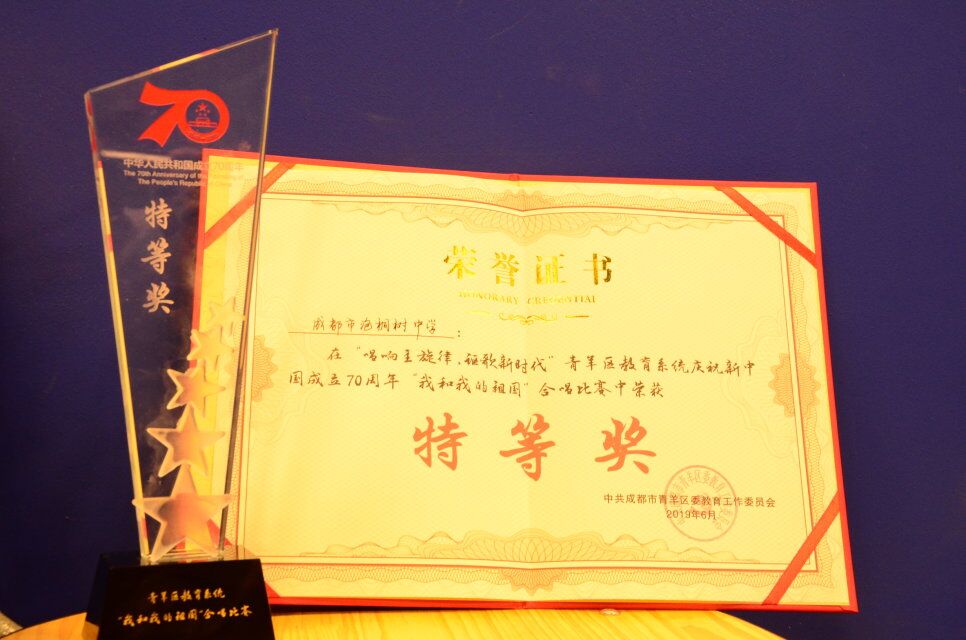 70
中华人民共和国成立70周年
The 70th Anniversary of the
The People's Republic
特等奖
青羊区教育系统
"我和我的祖国"合唱比赛
荣誉证书
HONORARY CREDENTIAL
成都市泡桐树中学：
在"唱响主旋律、讴歌新时代"青羊区教育系统庆祝新中
国成立70周年"我和我的祖国"合唱比赛中荣获
特等奖
中共成都市青羊区委教育工作委员会
2019年6月